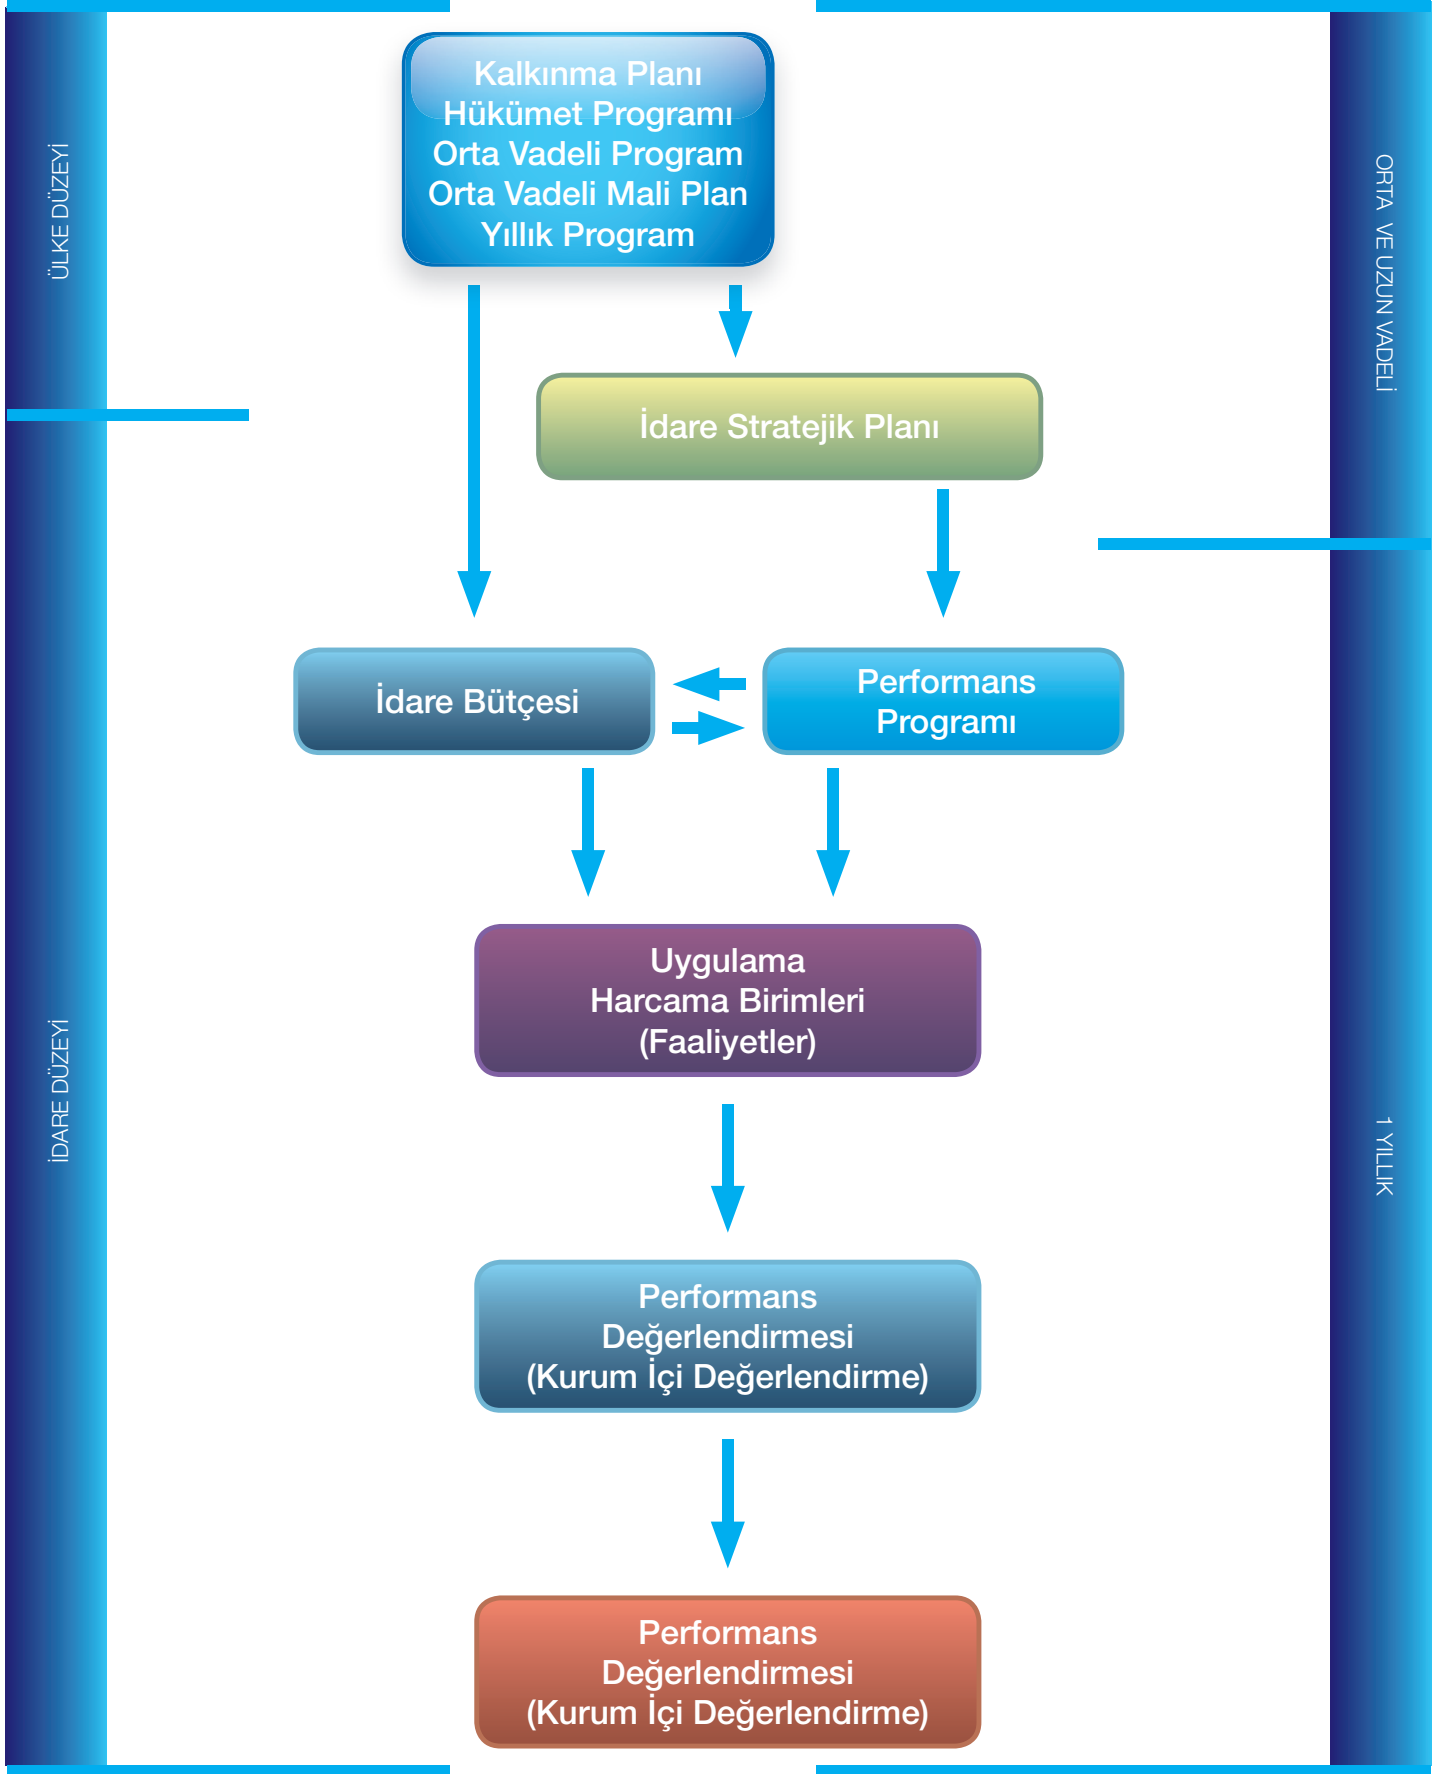 ÜLKE DÜZEYİ
ORTA VE UZUN VADELİ
Kalkınma Planı
Hükümet Programı
Orta Vadeli Program
Orta Vadeli Mali Plan
Yıllık Program
İdare Stratejik Planı
İdare Bütçesi
Performans
Programı
İDARE DÜZEYİ
1 YILLIK
Uygulama
Harcama Birimleri
(Faaliyetler)
Performans
Değerlendirmesi
(Kurum İçi Değerlendirme)
Performans
Değerlendirmesi
(Kurum İçi Değerlendirme)